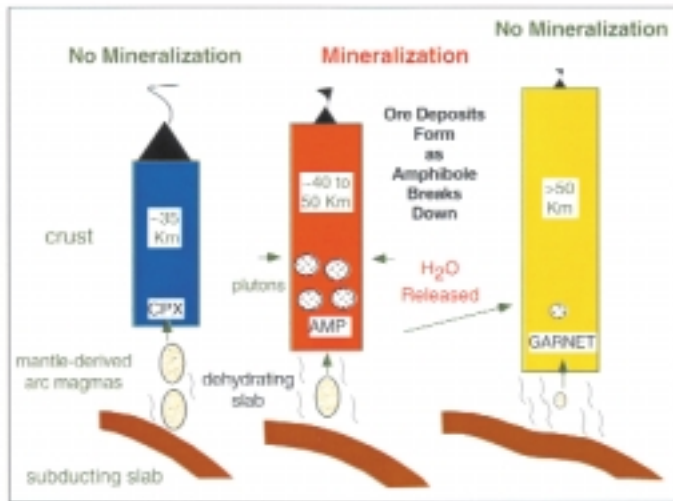 No Mineralization
Mineralization
No Mineralization
Ore Deposits
Form
as
Amphibole
Breaks
Down
~35
Km
~40 to
50 Km
>50
Km
crust
plutons
H₂O
Released
CPX
AMP
GARNET
mantle-derived
arc magmas
dehydrating
slab
subducting slab